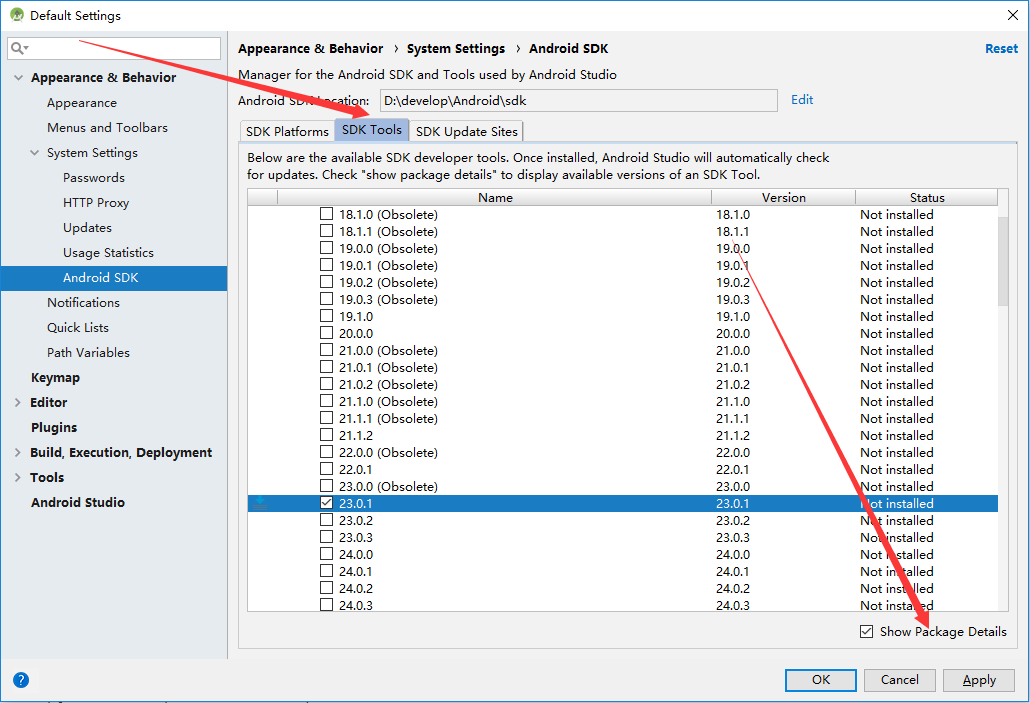 Default Settings
Appearance & Behavior
Appearance
Menus and Toolbars
System Settings
Passwords
HTTP Proxy
Updates
Usage Statistics
Android SDK
Notifications
Quick Lists
Path Variables
Keymap
Editor
Plugins
Build, Execution, Deployment
Tools
Android Studio
Appearance & Behavior › System Settings › Android SDK
Reset
Manager for the Android SDK and Tools used by Android Studio
Android SDK Location: D:\develop\Android\sdk Edit
SDK Platforms SDK Tools SDK Update Sites
Below are the available SDK developer tools. Once installed, Android Studio will automatically check
for updates. Check "show package details" to display available versions of an SDK Tool.
Name Version Status
18.1.0 (Obsolete) 18.1.0 Not installed
18.1.1 (Obsolete) 18.1.1 Not installed
19.0.0 (Obsolete) 19.0.0 Not installed
19.0.1 (Obsolete) 19.0.1 Not installed
19.0.2 (Obsolete) 19.0.2 Not installed
19.0.3 (Obsolete) 19.0.3 Not installed
19.1.0 19.1.0 Not installed
20.0.0 20.0.0 Not installed
21.0.0 (Obsolete) 21.0.0 Not installed
21.0.1 (Obsolete) 21.0.1 Not installed
21.0.2 (Obsolete) 21.0.2 Not installed
21.1.0 (Obsolete) 21.1.0 Not installed
21.1.1 (Obsolete) 21.1.1 Not installed
21.1.2 21.1.2 Not installed
22.0.0 (Obsolete) 22.0.0 Not installed
22.0.1 22.0.1 Not installed
23.0.0 (Obsolete) 23.0.0 Not installed
23.0.1 23.0.1 Not installed
23.0.2 23.0.2 Not installed
23.0.3 23.0.3 Not installed
24.0.0 24.0.0 Not installed
24.0.1 24.0.1 Not installed
24.0.2 24.0.2 Not installed
24.0.3 24.0.3 Not installed
Show Package Details
?
OK Cancel Apply